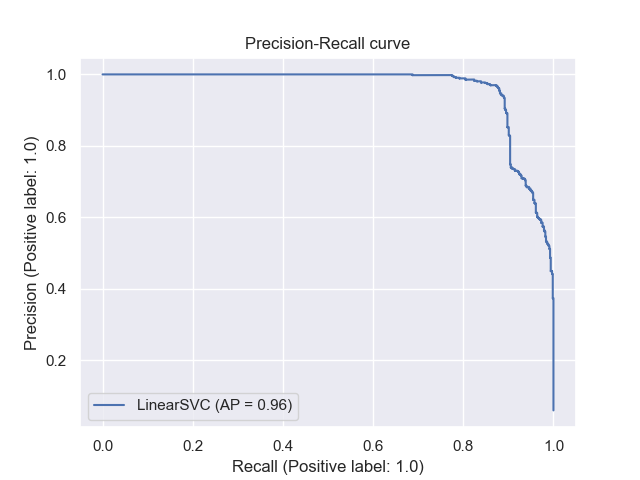 Precision-Recall curve
Precision (Positive label: 1.0)
1.0
0.8
0.6
0.4
0.2
LinearSVC (AP = 0.96)
0.0 0.2 0.4 0.6 0.8 1.0
Recall (Positive label: 1.0)